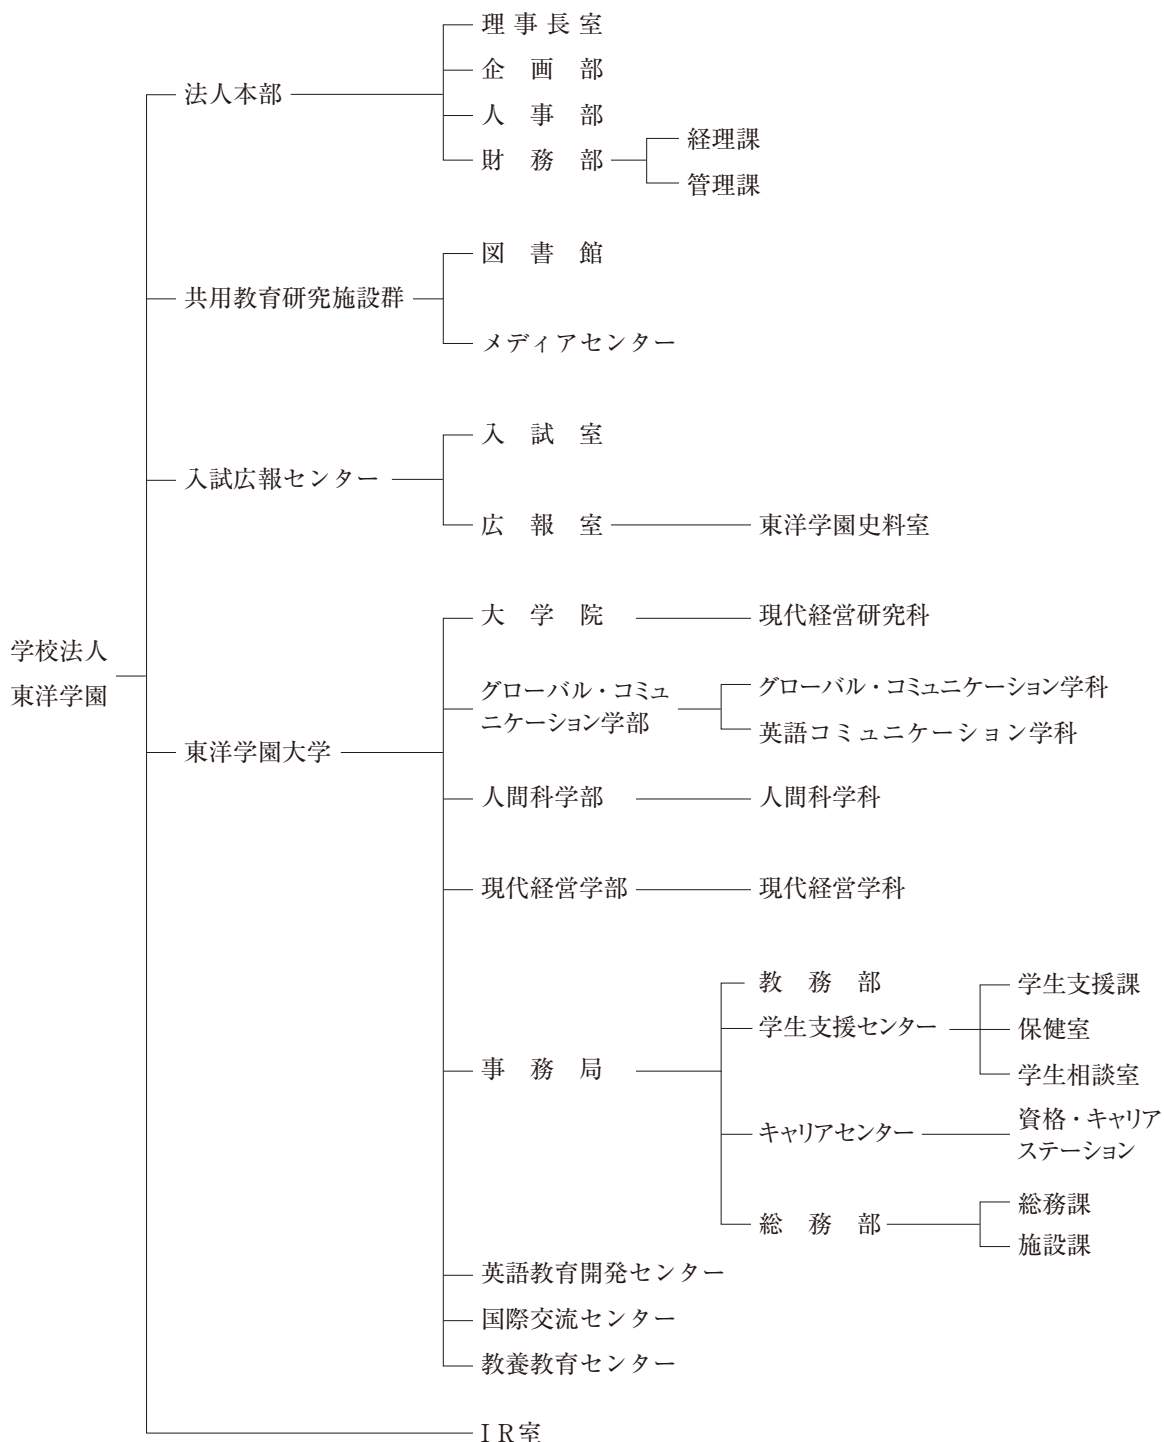 理事長室
企画部
法人本部
人事部
財務部
経理課
管理課
図書館
共用教育研究施設群
メディアセンター
入試室
入試広報センター
広報室
東洋学園史料室
大学院
現代経営研究科
学校法人
東洋学園
グローバル・コミュ
ニケーション学部
グローバル・コミュニケーション学科
英語コミュニケーション学科
東洋学園大学
人間科学部
人間科学科
現代経営学部
現代経営学科
教務部
学生支援課
学生支援センター
保健室
事務局
学生相談室
キャリアセンター
資格・キャリア
ステーション
総務部
総務課
施設課
英語教育開発センター
国際交流センター
教養教育センター
ＩＲ室